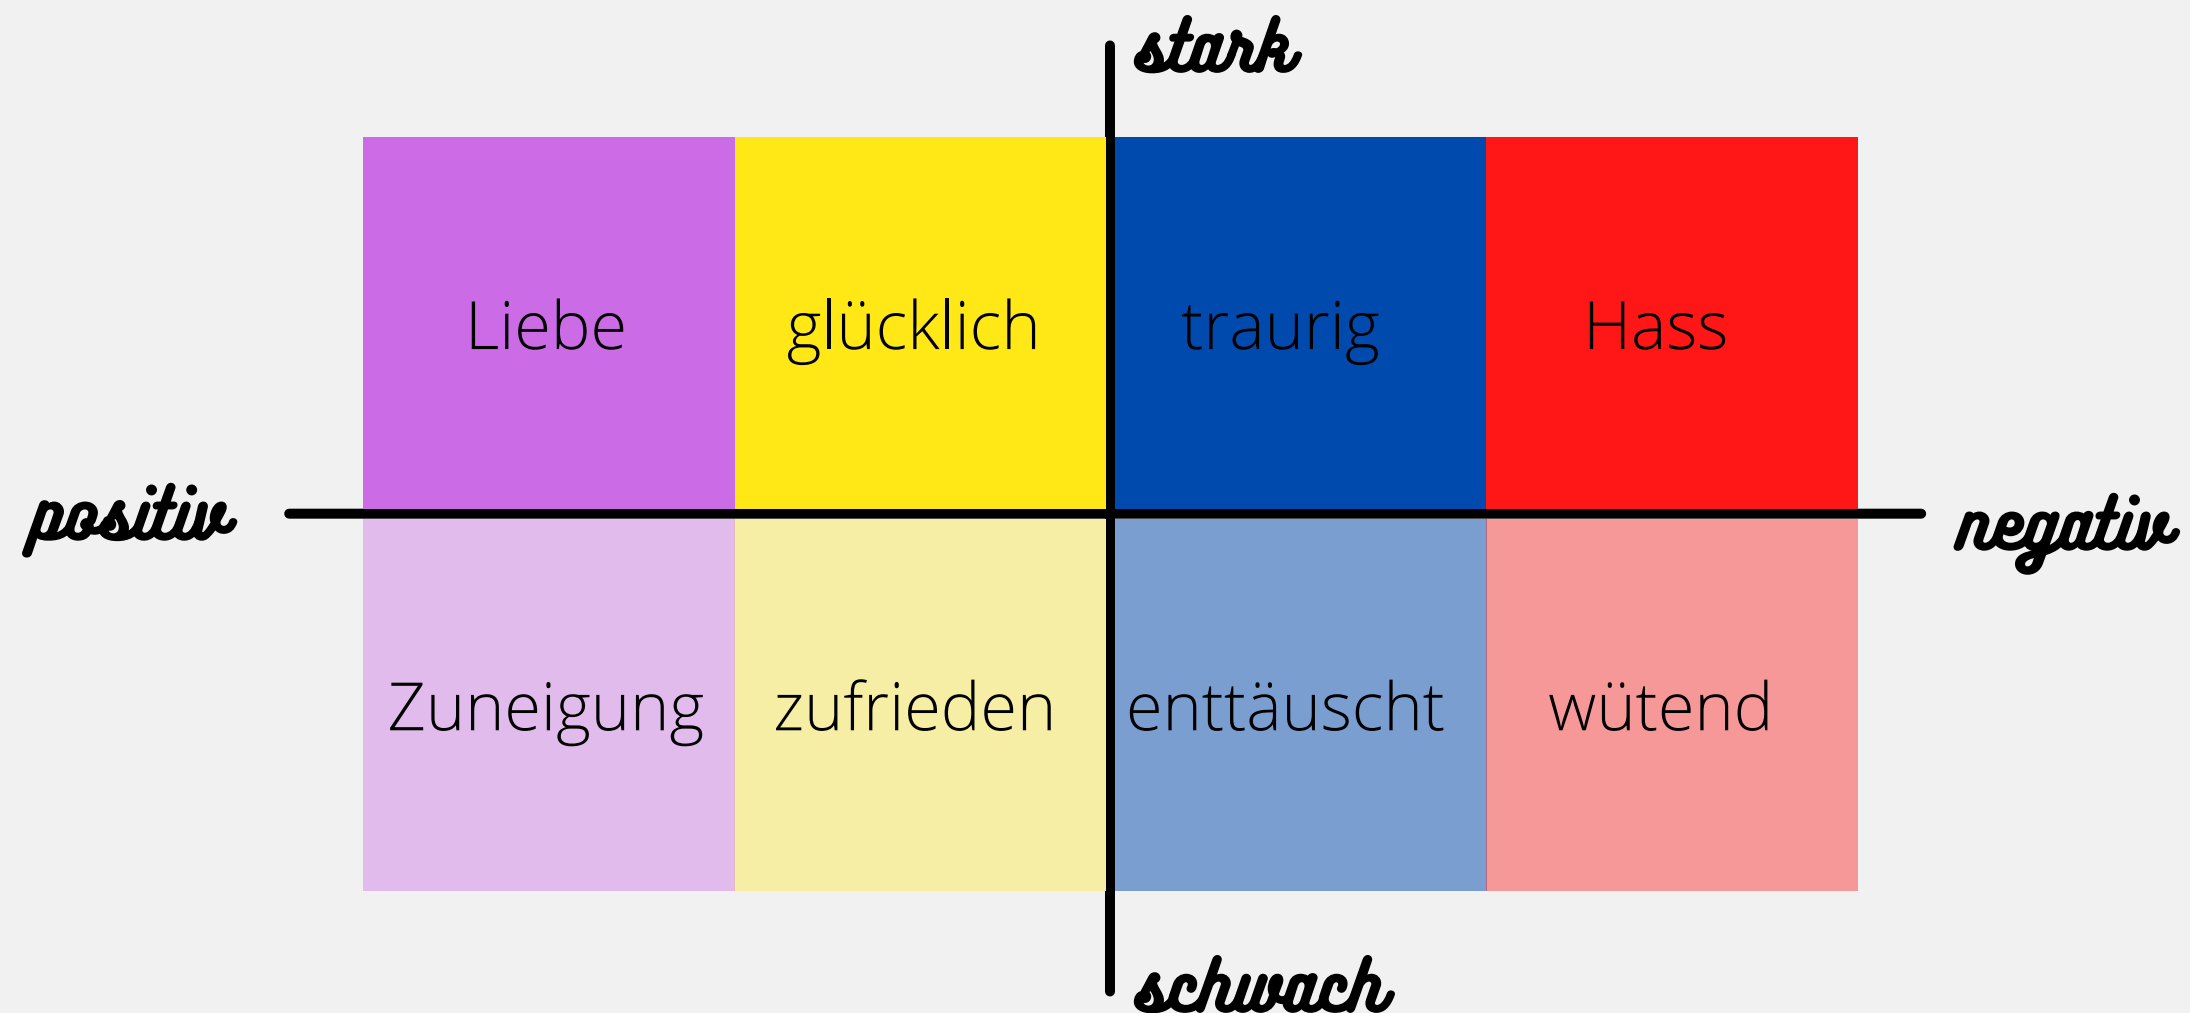 stark
Liebe glücklich traurig Hass
positiv negativ
Zuneigung zufrieden enttäuscht wütend
schwach